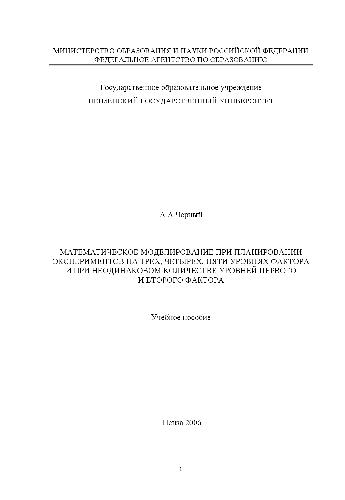 МИНИСТЕРСТВО ОБРАЗОВАНИЯ И НАУКИ РОССИЙСКОЙ ФЕДЕРАЦИИ
ФЕДЕРАЛЬНОЕ АГЕНТСТВО ПО ОБРАЗОВАНИЮ
Государственное образовательное учреждение
ПЕНЗЕНСКИЙ ГОСУДАРСТВЕННЫЙ УНИВЕРСИТЕТ
А.А.Черный
МАТЕМАТИЧЕСКОЕ МОДЕЛИРОВАНИЕ ПРИ ПЛАНИРОВАНИИ
ЭКСПЕРИМЕНТОВ НА ТРЕХ, ЧЕТЫРЕХ, ПЯТИ УРОВНЯХ ФАКТОРА
И ПРИ НЕОДИНАКОВОМ КОЛИЧЕСТВЕ УРОВНЕЙ ПЕРВОГО
И ВТОРОГО ФАКТОРА
Учебное пособие
Пенза 2006
1